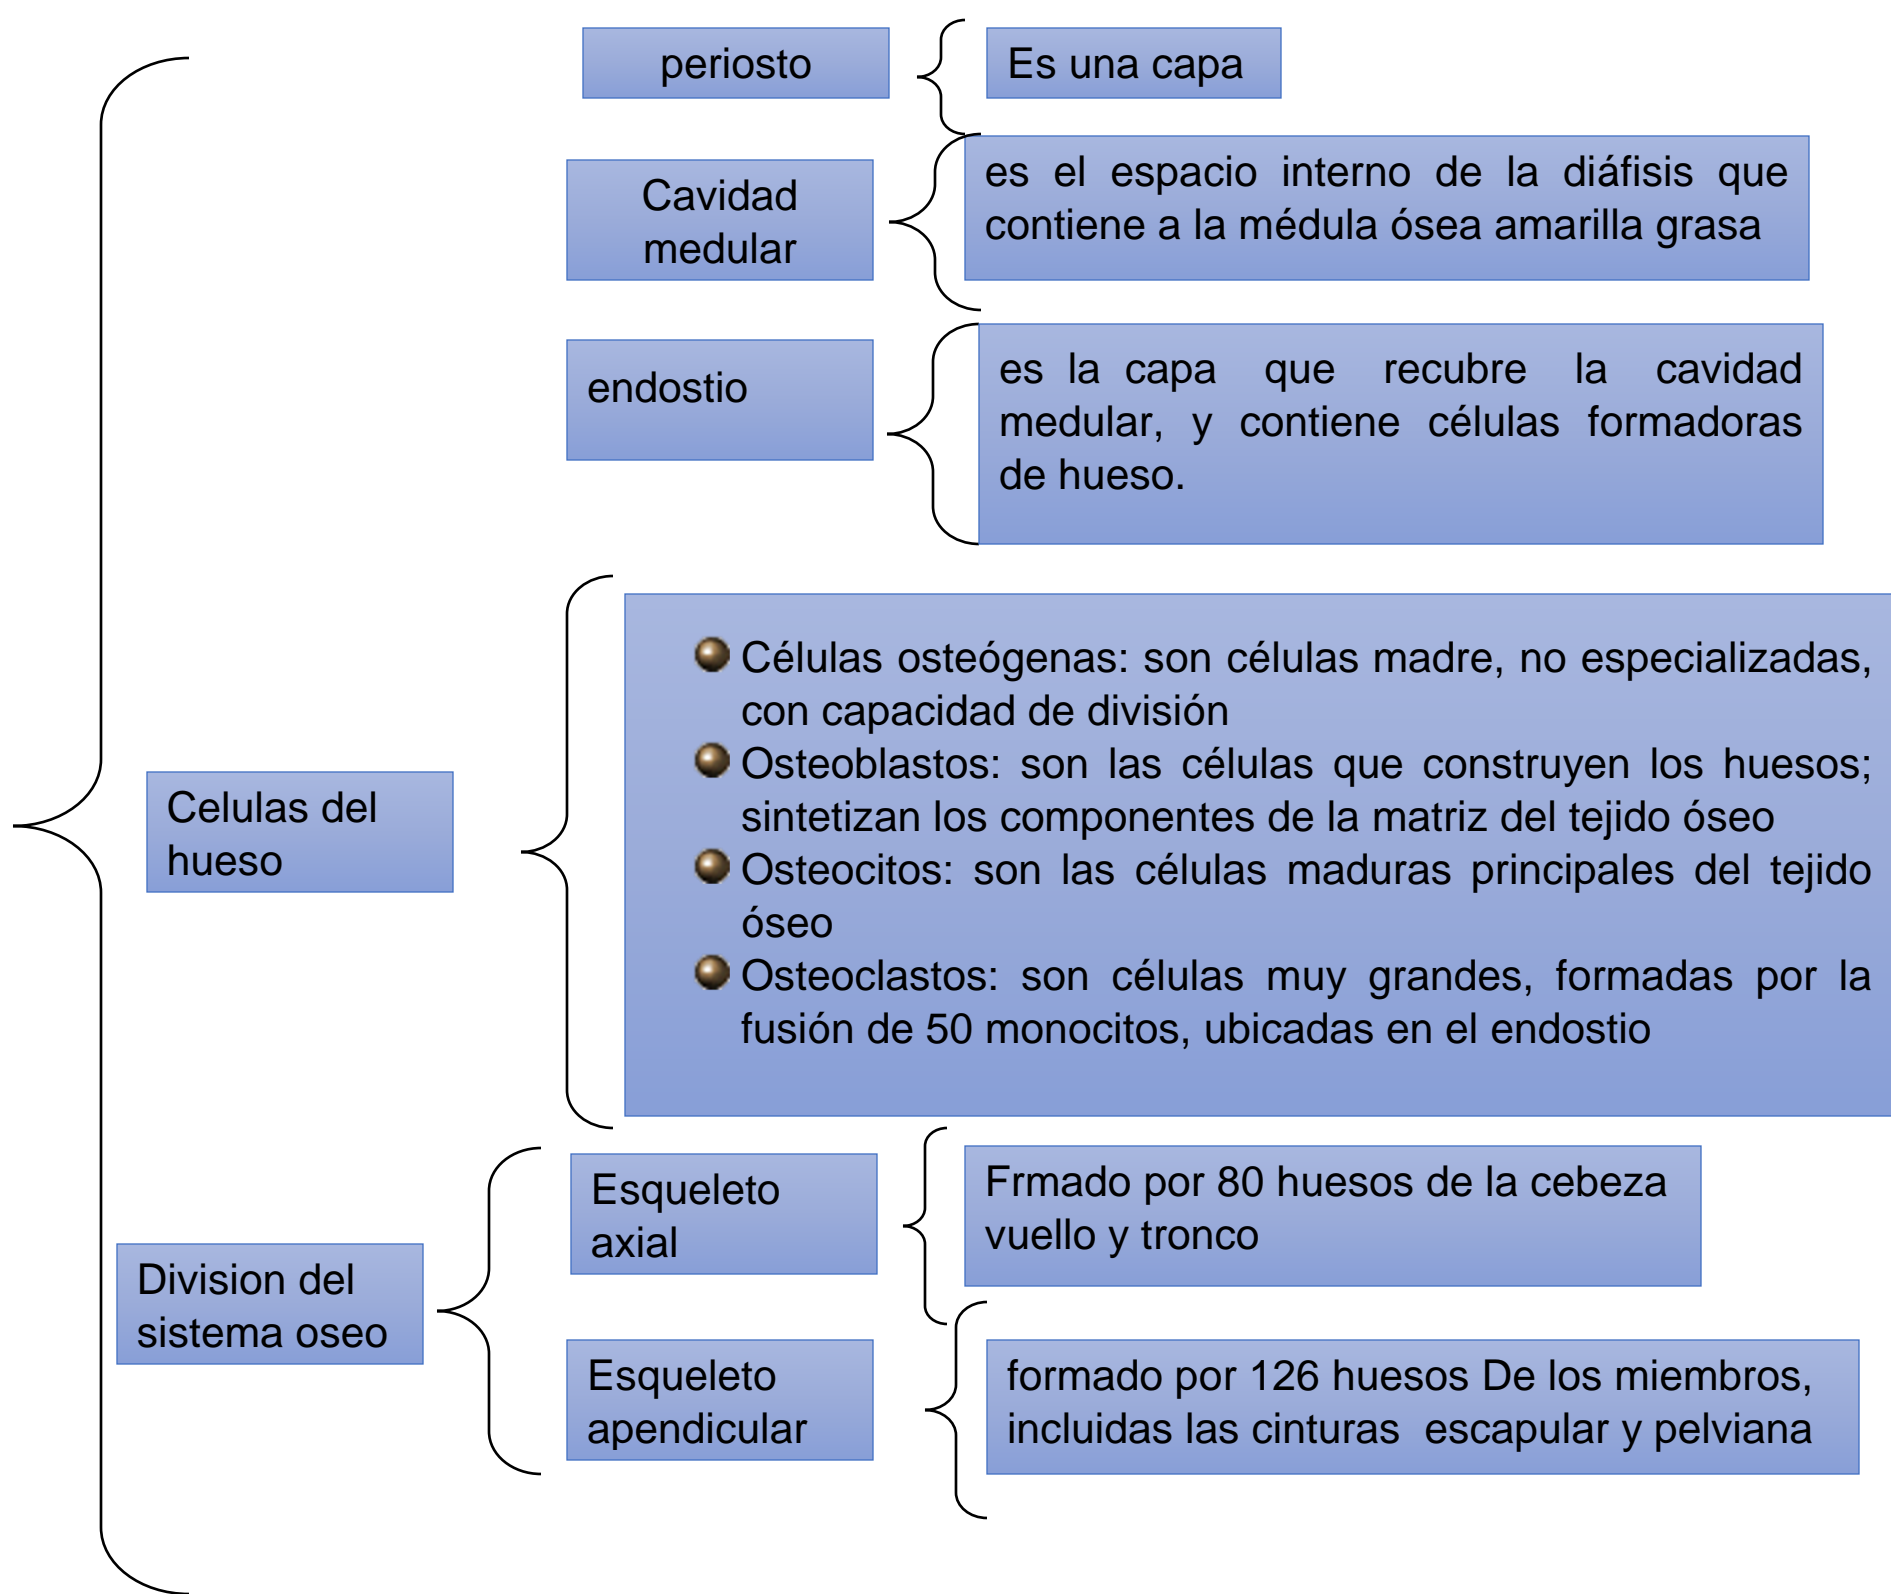 periosto
Es una capa
Cavidad
medular
es el espacio interno de la diáfisis que
contiene a la médula ósea amarilla grasa
endostio
es la capa que recubre la cavidad
medular, y contiene células formadoras
de hueso.
Celulas del
hueso
Células osteógenas: son células madre, no especializadas,
con capacidad de división
Osteoblastos: son las células que construyen los huesos;
sintetizan los componentes de la matriz del tejido óseo
Osteocitos: son las células maduras principales del tejido
óseo
Osteoclastos: son células muy grandes, formadas por la
fusión de 50 monocitos, ubicadas en el endostio
Division del
sistema oseo
Esqueleto
axial
Frmado por 80 huesos de la cebeza
vuello y tronco
Esqueleto
apendicular
formado por 126 huesos De los miembros,
incluidas las cinturas escapular y pelviana